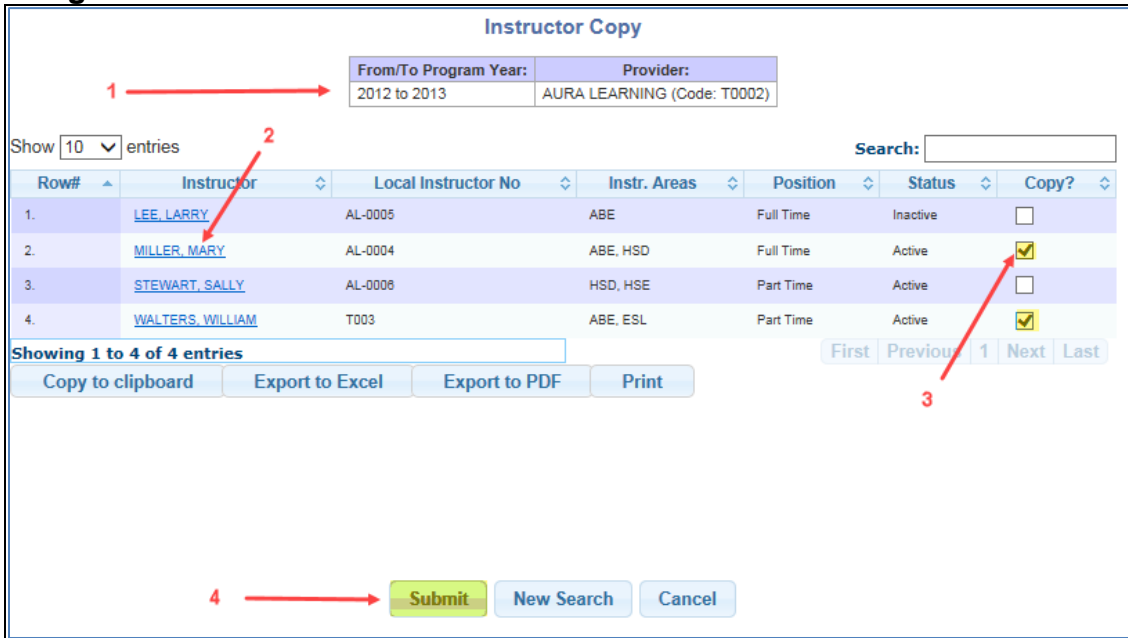 Instructor Copy
From/To Program Year: Provider:
1 2012 to 2013 AURA LEARNING (Code: T0002)
2
Show 10 entries Search:
Row# Instructor Local Instructor No Instr. Areas Position Status Copy?
1. LEE, LARRY AL-0005 ABE Full Time Inactive
2. MILLER, MARY AL-0004 ABE, HSD Full Time Active
3. STEWART, SALLY AL-0006 HSD, HSE Part Time Active
4. WALTERS, WILLIAM T003 ABE, ESL Part Time Active
Showing 1 to 4 of 4 entries First Previous 1 Next Last
Copy to clipboard Export to Excel Export to PDF Print
3
4 Submit New Search Cancel